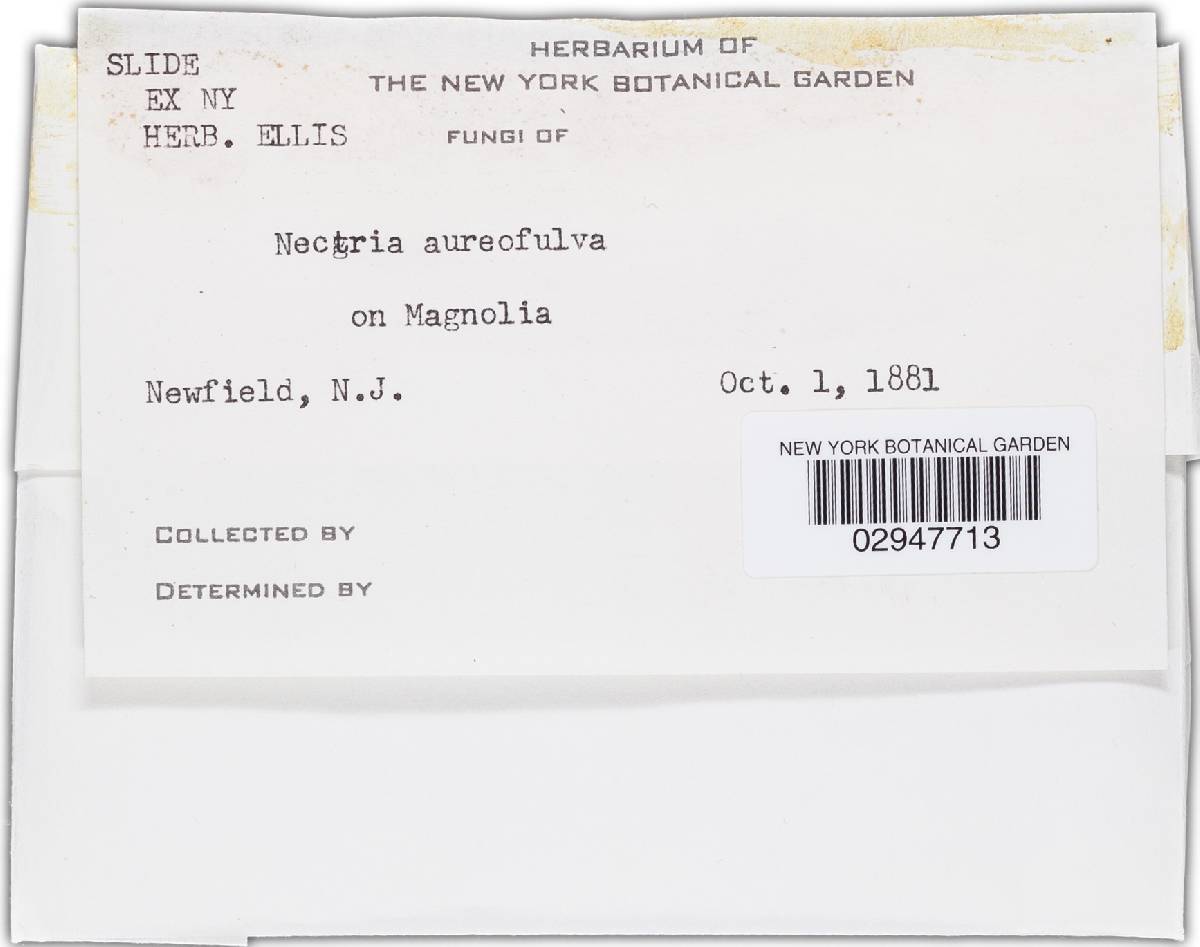 SLIDE
EX NY
HERB. ELLIS
HERBARIUM OF
THE NEW YORK BOTANICAL GARDEN
FUNGI OF
Nectria aureofulva
on Magnolia
Newfield, N.J.
Oct. 1, 1881
NEW YORK BOTANICAL GARDEN
02947713
COLLECTED BY
DETERMINED BY